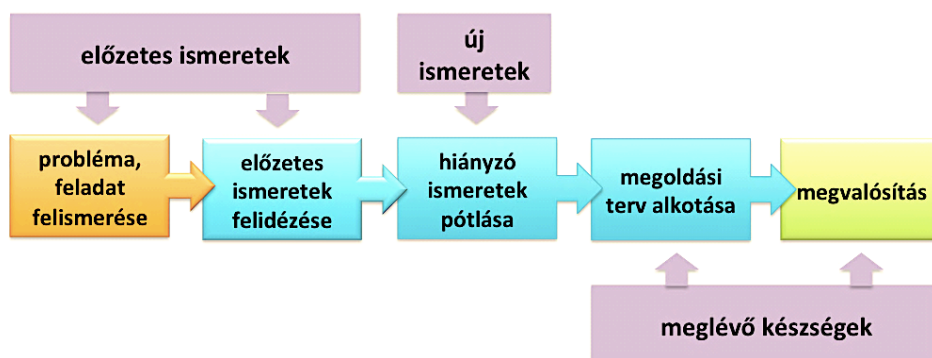 előzetes ismeretek
új
ismeretek
probléma,
feladat
felismerése
előzetes
ismeretek
felidézése
hiányzó
ismeretek
pótlása
megoldási
terv alkotása
megvalósítás
meglévő készségek